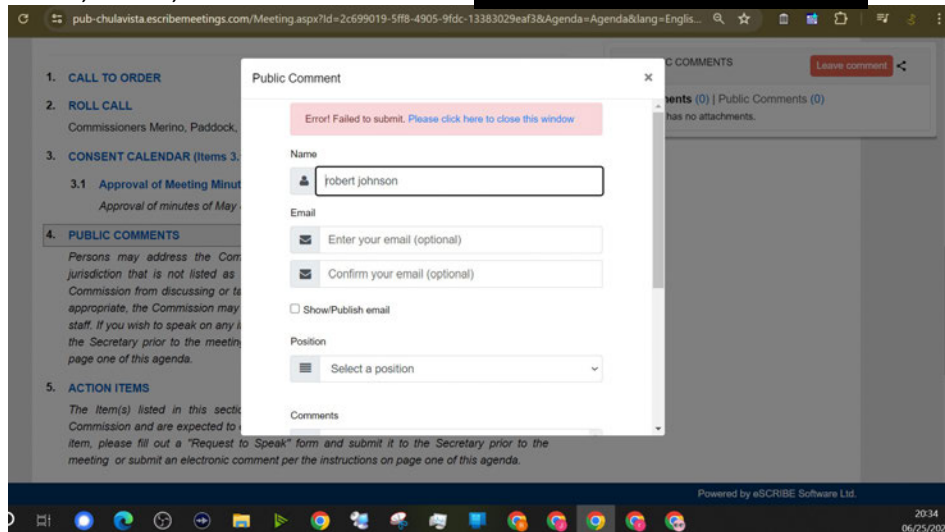 pub-chulavista.escribemeetings.com/Meeting.aspx?Id=2c699019-5ff8-4905-9fdc-13383029eaf3&Agenda=Agenda&lang=Englis...
1. CALL TO ORDER
2. ROLL CALL
Commissioners Merino, Paddock,
3. CONSENT CALENDAR (Items 3.
3.1 Approval of Meeting Minut
Approval of minutes of May
4. PUBLIC COMMENTS
Persons may address the Com
jurisdiction that is not listed as
Commission from discussing or ta
appropriate, the Commission may
staff. If you wish to speak on any i
the Secretary prior to the meetin
page one of this agenda.
5. ACTION ITEMS
The Item(s) listed in this sectio
Commission and are expected to
item, please fill out a "Request to Speak" form and submit it to the Secretary prior to the
meeting or submit an electronic comment per the instructions on page one of this agenda.
Public Comment ×
Error! Failed to submit. Please click here to close this window
Name
robert johnson
Email
Enter your email (optional)
Confirm your email (optional)
Show/Publish email
Position
Select a position
Comments
C COMMENTS
Leave comment
ments (0) | Public Comments (0)
has no attachments.
Powered by eSCRIBE Software Ltd.
20:34
06/25/202